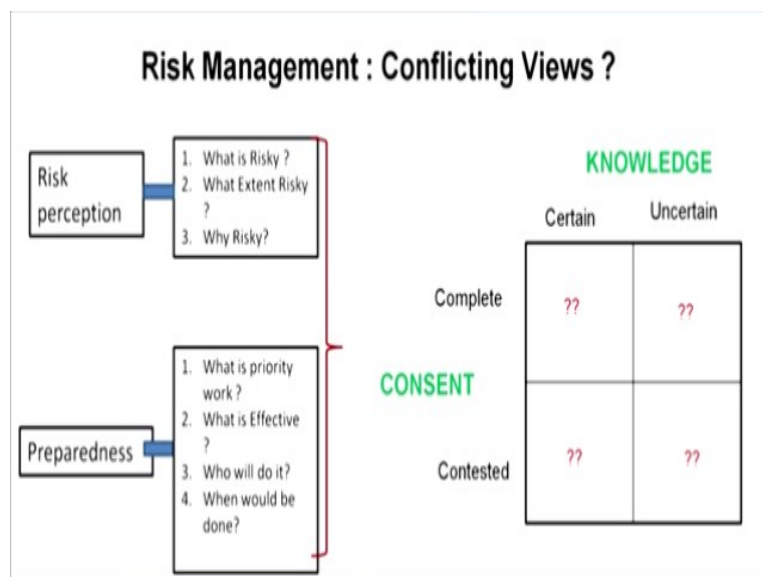 Risk Management : Conflicting Views ?
Risk
perception
1. What is Risky ?
2. What Extent Risky
?
3. Why Risky?
Preparedness
1. What is priority
work ?
2. What is Effective
?
3. Who will do it?
4. When would be
done?
KNOWLEDGE
Certain
Uncertain
CONSENT
Complete
??
??
Contested
??
??